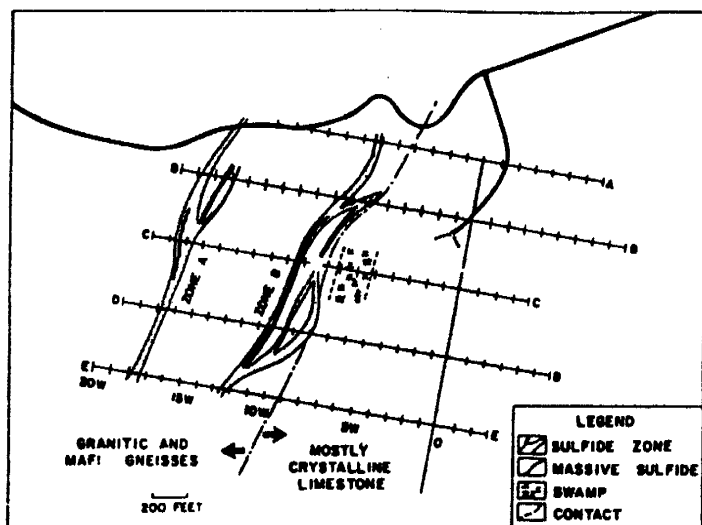 A
B
B
C
C
D
D
E
E
20W
15W
10W
5W
0
ZONE A
ZONE B
GRANITIC AND
MAFI GNEISSES
MOSTLY
CRYSTALLINE
LIMESTONE
200 FEET
LEGEND
SULFIDE ZONE
MASSIVE SULFIDE
SWAMP
CONTACT